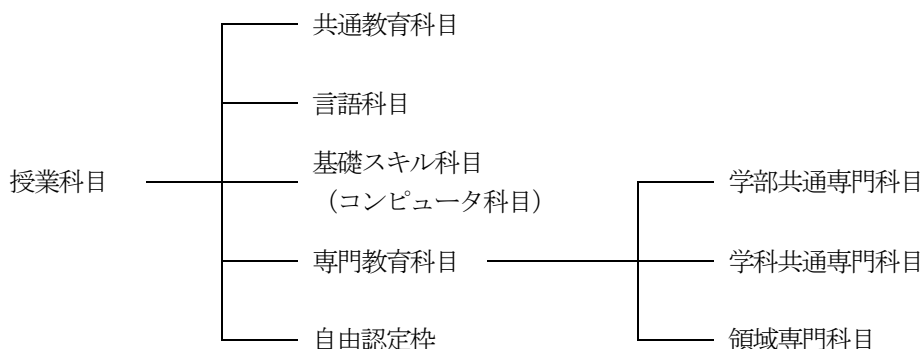 共通教育科目
言語科目
授業科目
基礎スキル科目
（コンピュータ科目）
学部共通専門科目
専門教育科目
学科共通専門科目
自由認定枠
領域専門科目